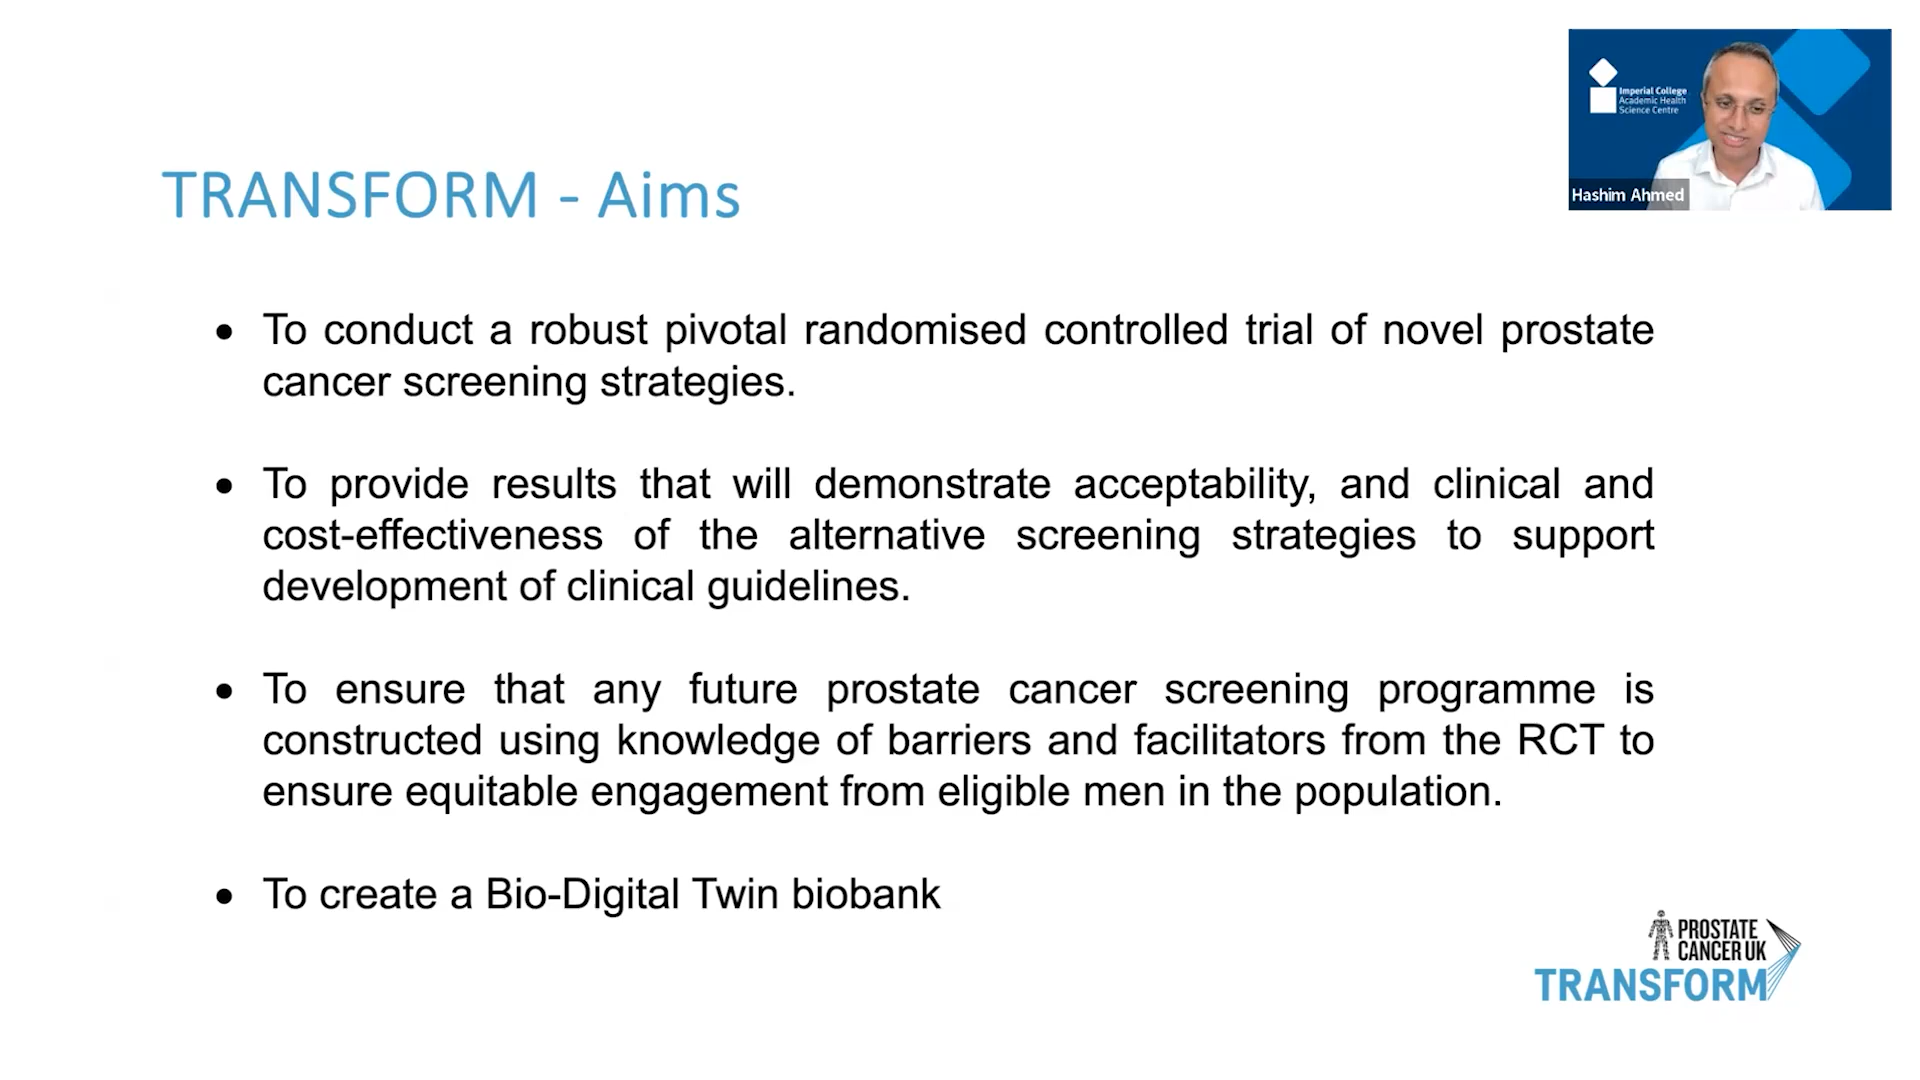 Imperial College
Academic Health
Science Centre
Hashim Ahmed
TRANSFORM - Aims
• To conduct a robust pivotal randomised controlled trial of novel prostate
cancer screening strategies.
• To provide results that will demonstrate acceptability, and clinical and
cost-effectiveness of the alternative screening strategies to support
development of clinical guidelines.
• To ensure that any future prostate cancer screening programme is
constructed using knowledge of barriers and facilitators from the RCT to
ensure equitable engagement from eligible men in the population.
• To create a Bio-Digital Twin biobank
PROSTATE
CANCER UK
TRANSFORM